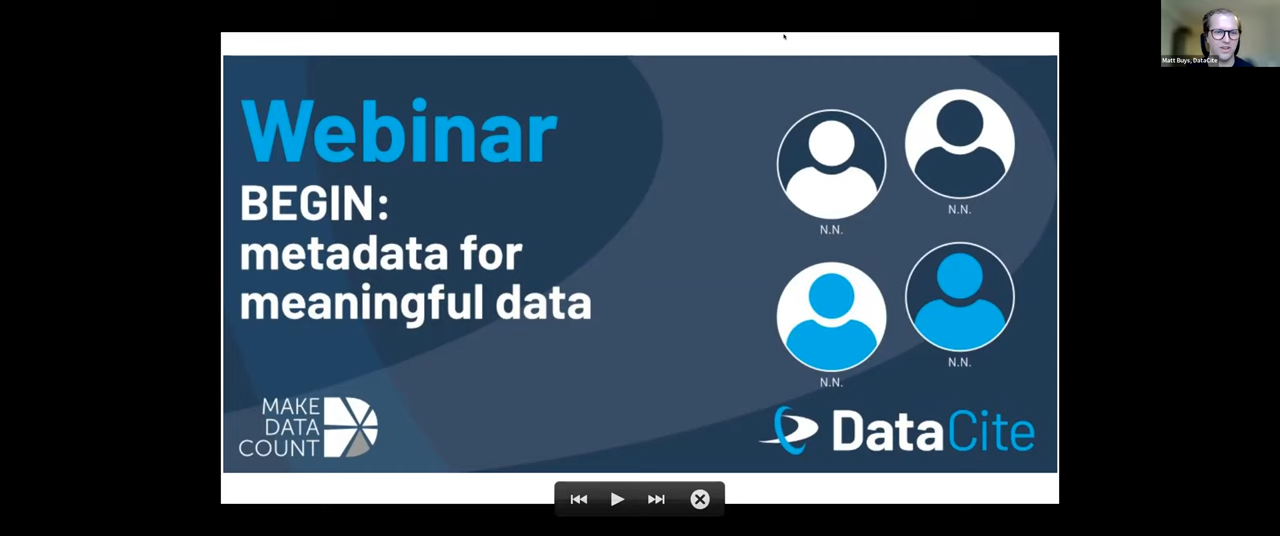 Webinar
BEGIN:
metadata for
meaningful data
N.N.
N.N.
N.N.
N.N.
MAKE
DATA
COUNT
DataCite
Matt Buys, DataCite